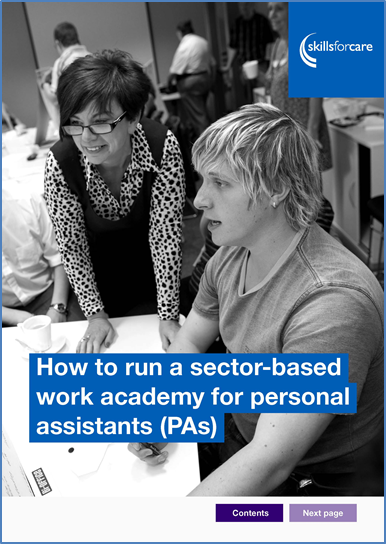 skillsforcare
How to run a sector-based
work academy for personal
assistants (PAs)
Contents
Next page